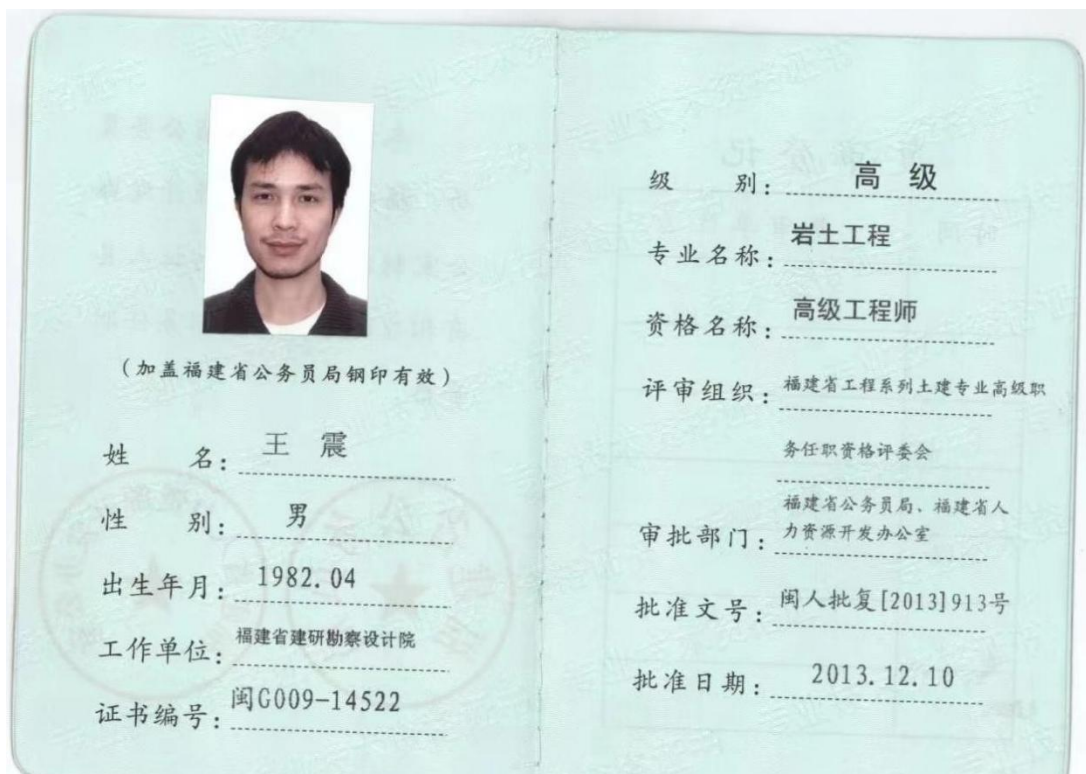 (加盖福建省公务员局钢印有效)
姓 名: 王 震
性 别: 男
出生年月: 1982.04
工作单位: 福建省建研勘察设计院
证书编号: 闽G009-14522
级 别: 高 级
专业名称: 岩土工程
资格名称: 高级工程师
评审组织: 福建省工程系列土建专业高级职
务任职资格评委会
福建省公务员局、福建省人
审批部门: 力资源开发办公室
批准文号: 闽人批复[2013]913号
批准日期: 2013.12.10